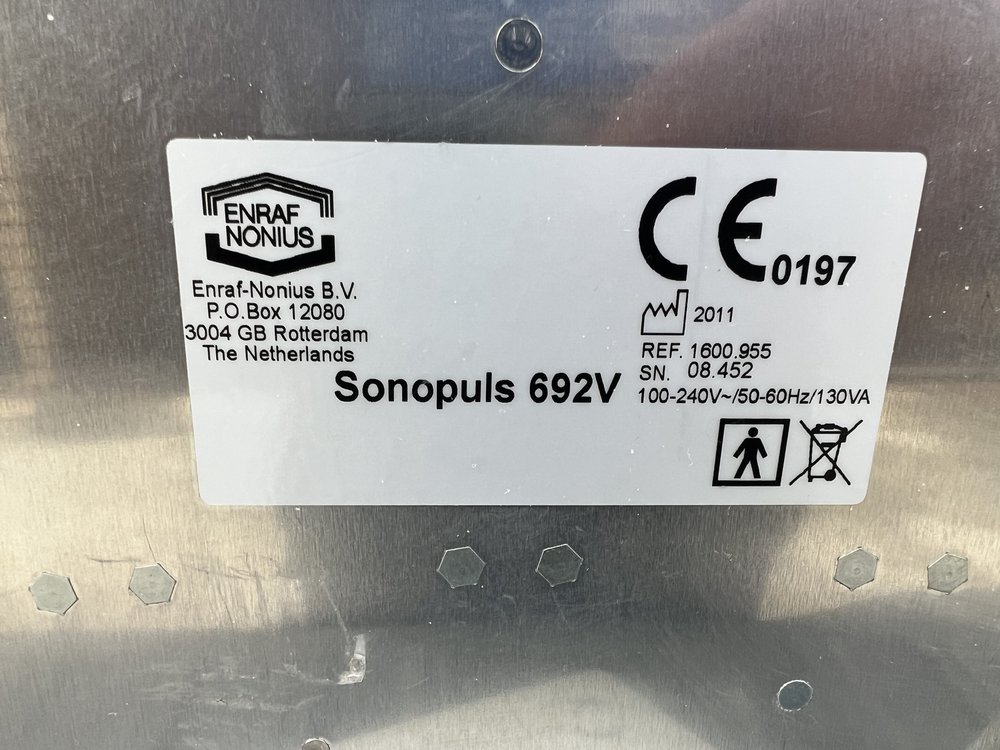 ENRAF
NONIUS
Enraf-Nonius B.V.
P.O.Box 12080
3004 GB Rotterdam
The Netherlands
Sonopuls 692V
CE 0197
2011
REF. 1600.955
SN. 08.452
100-240V~/50-60Hz/130VA